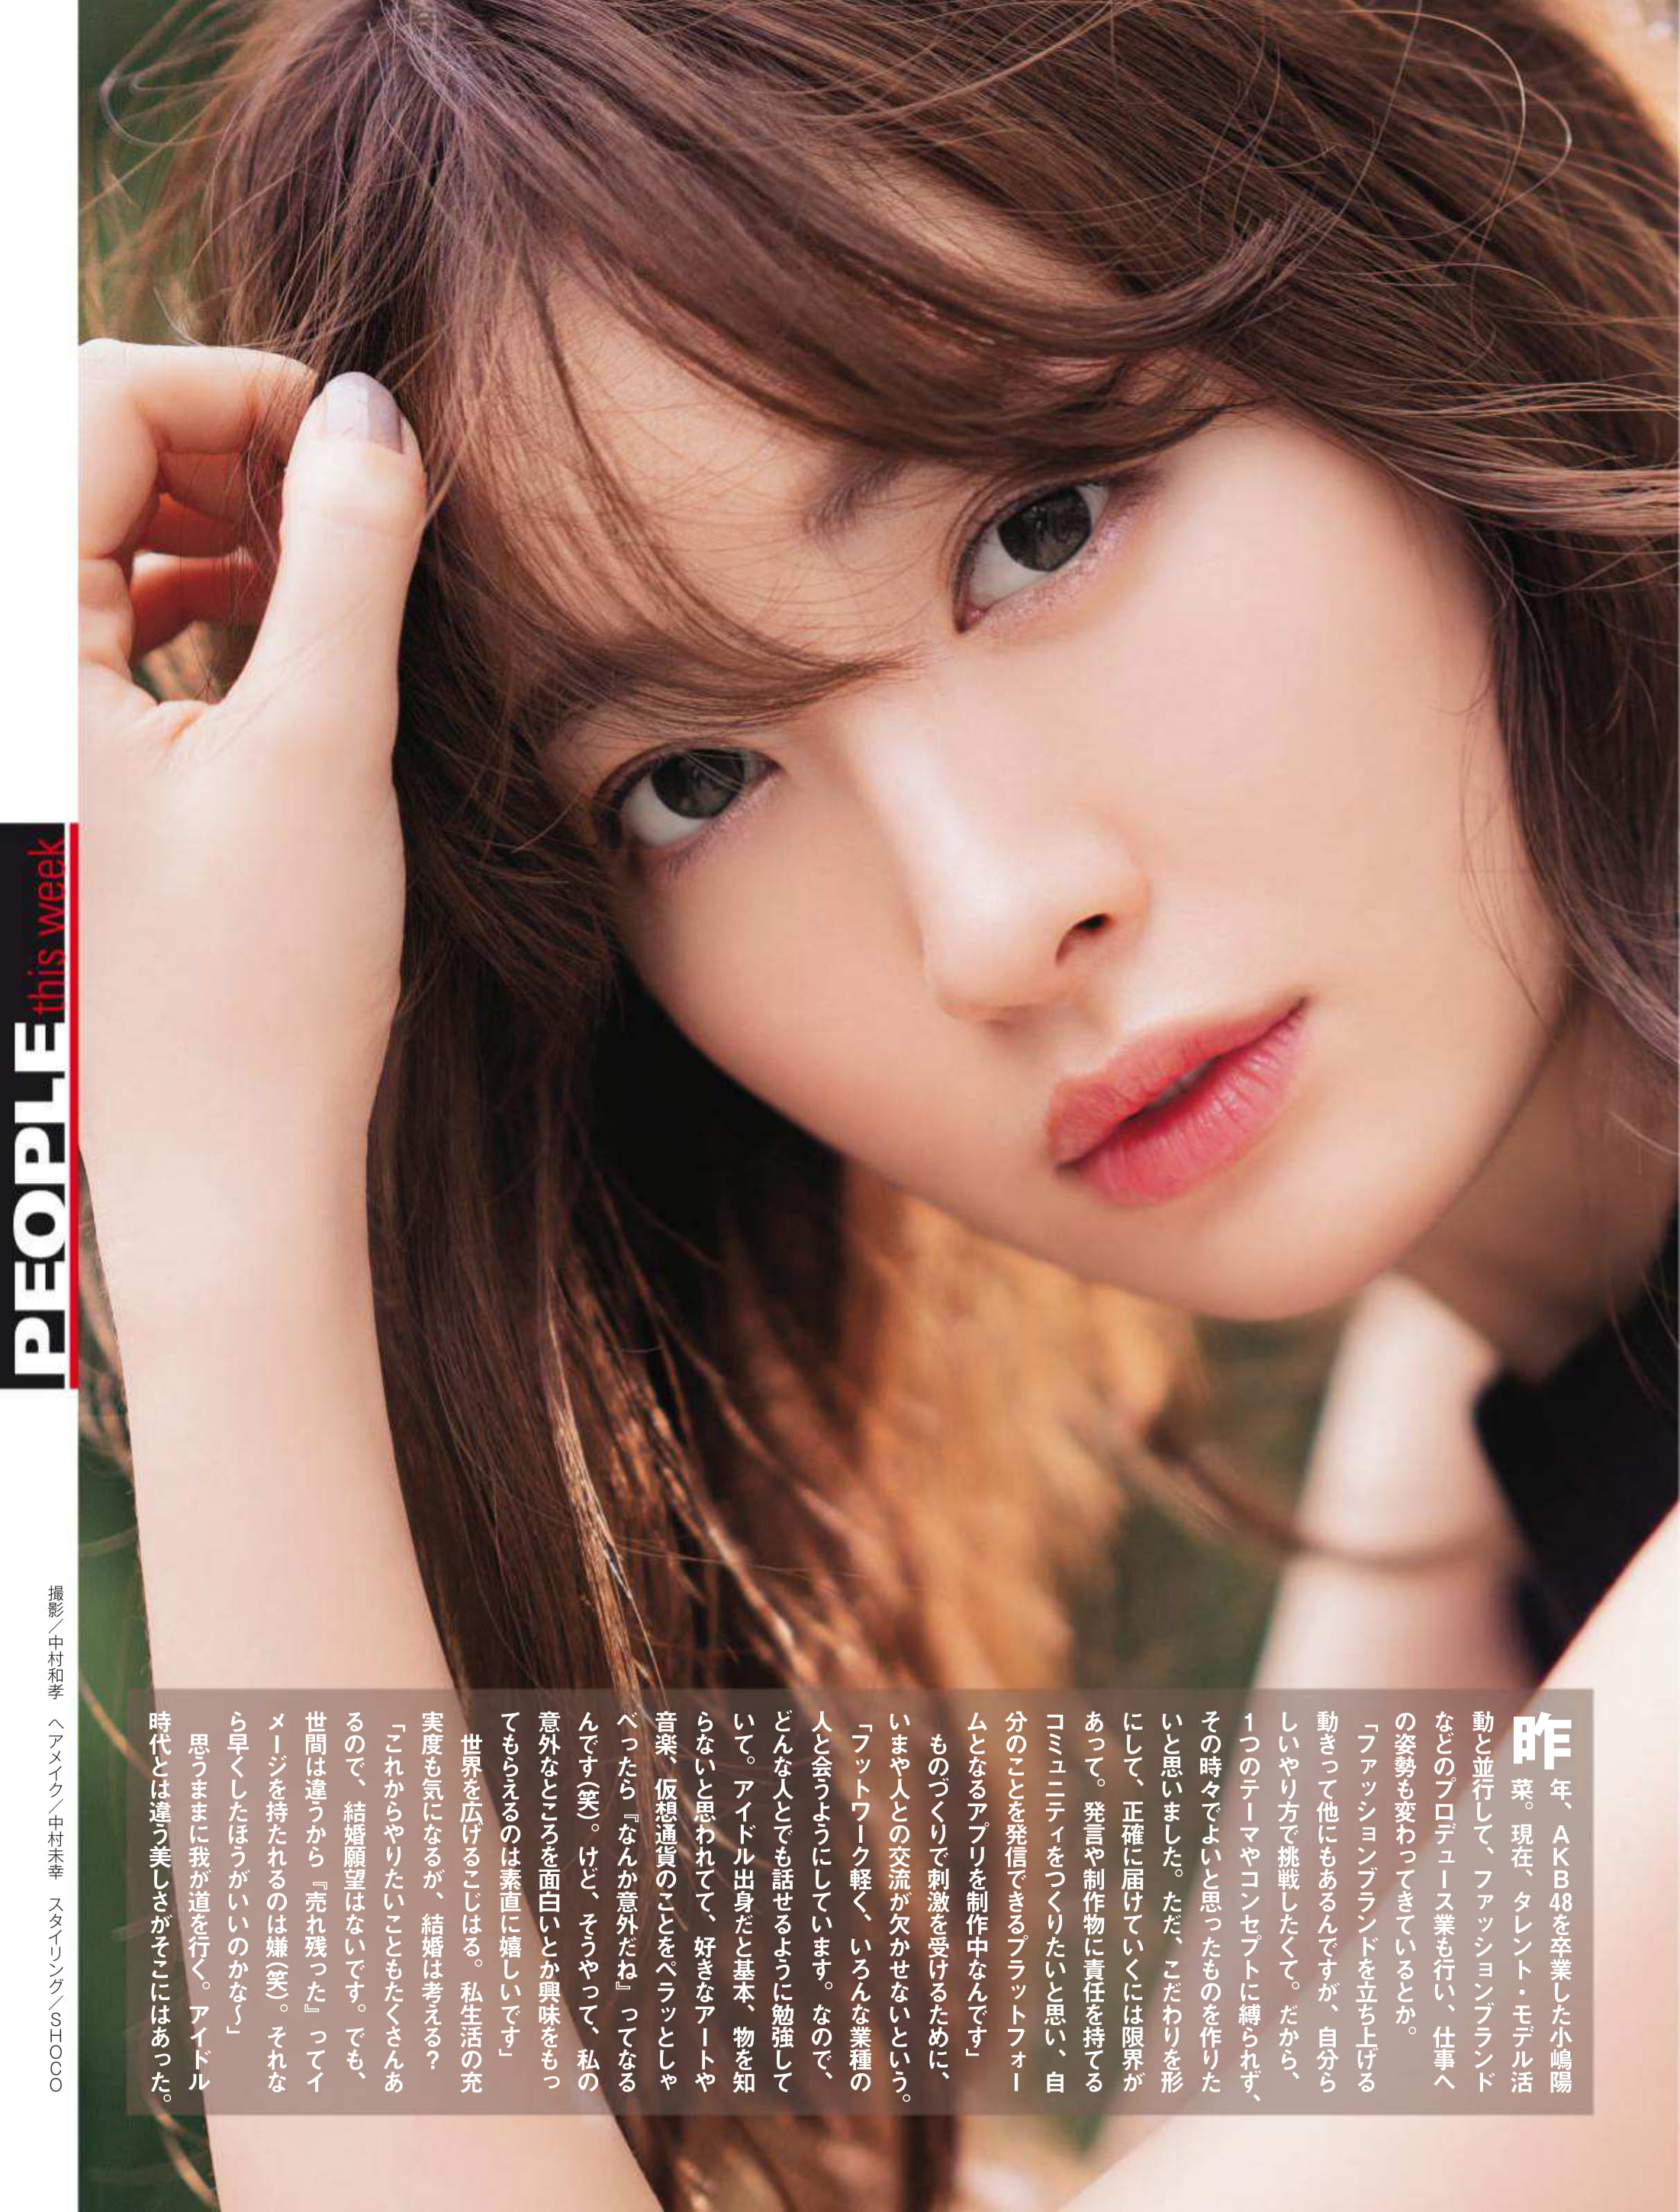 PEOPLE this week
昨年、AKB48を卒業した小嶋陽
菜。現在、タレント・モデル活
動と並行して、ファッションブランド
などのプロデュース業も行い、仕事へ
の姿勢も変わってきているとか。
「ファッションブランドを立ち上げる
動きって他にもあるんですが、自分ら
しいやり方で挑戦したくて。だから、
1つのテーマやコンセプトに縛られず、
その時々でよいと思ったものを作りた
いと思いました。ただ、こだわりを形
にして、正確に届けていくには限界が
あって。発言や制作物に責任を持てる
コミュニティをつくりたいと思い、自
分のことを発信できるプラットフォー
ムとなるアプリを制作中なんです」
ものづくりで刺激を受けるために、
いまや人との交流が欠かせないという。
「フットワーク軽く、いろんな業種の
人と会うようにしています。なので、
どんな人とでも話せるように勉強して
いて。アイドル出身だと基本、物を知
らないと思われてて、好きなアートや
音楽、仮想通貨のことをペラッとしゃ
べったら『なんか意外だね』ってなる
んです(笑)。けど、そうやって、私の
意外なところを面白いとか興味をもっ
てもらえるのは素直に嬉しいです」
世界を広げるこじはる。私生活の充
実度も気になるが、結婚は考える?
「これからやりたいこともたくさんあ
るので、結婚願望はないです。でも、
世間は違うから『売れ残った』ってイ
メージを持たれるのは嫌(笑)。それな
ら早くしたほうがいいのかな〜」
思うままに我が道を行く。アイドル
時代とは違う美しさがそこにはあった。
撮影/中村和孝 ヘアメイク/中村未幸 スタイリング/SHOCO